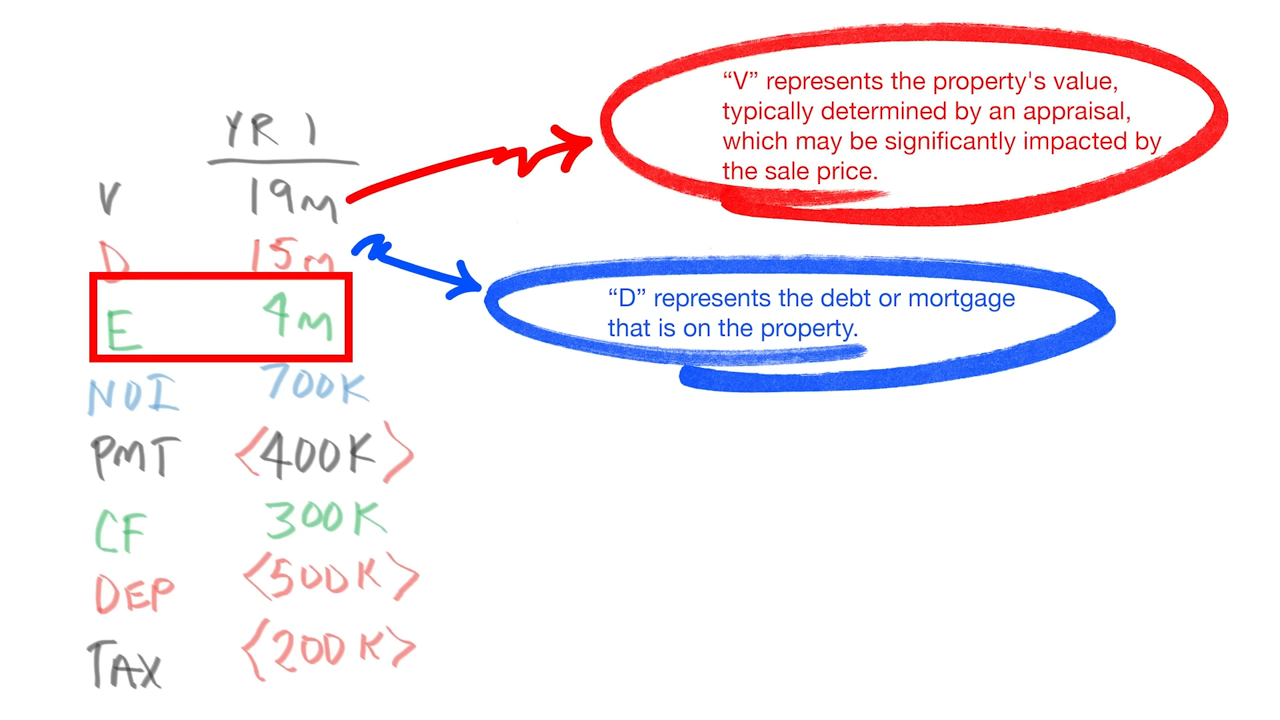 YR 1
V 19M
D 15M
E 4M
NOI 700K
PMT <400K>
CF 300K
DEP <500K>
TAX <200K>
“V” represents the property's value,
typically determined by an appraisal,
which may be significantly impacted by
the sale price.
“D” represents the debt or mortgage
that is on the property.